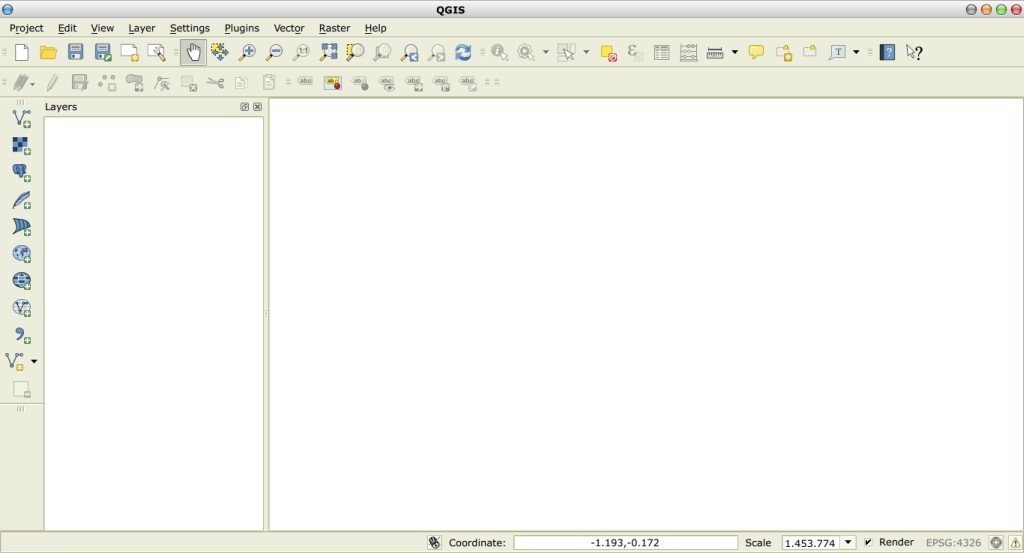 QGIS
Project Edit View Layer Settings Plugins Vector Raster Help
Layers
Coordinate: -1.193,-0.172 Scale 1.453.774 Render EPSG:4326